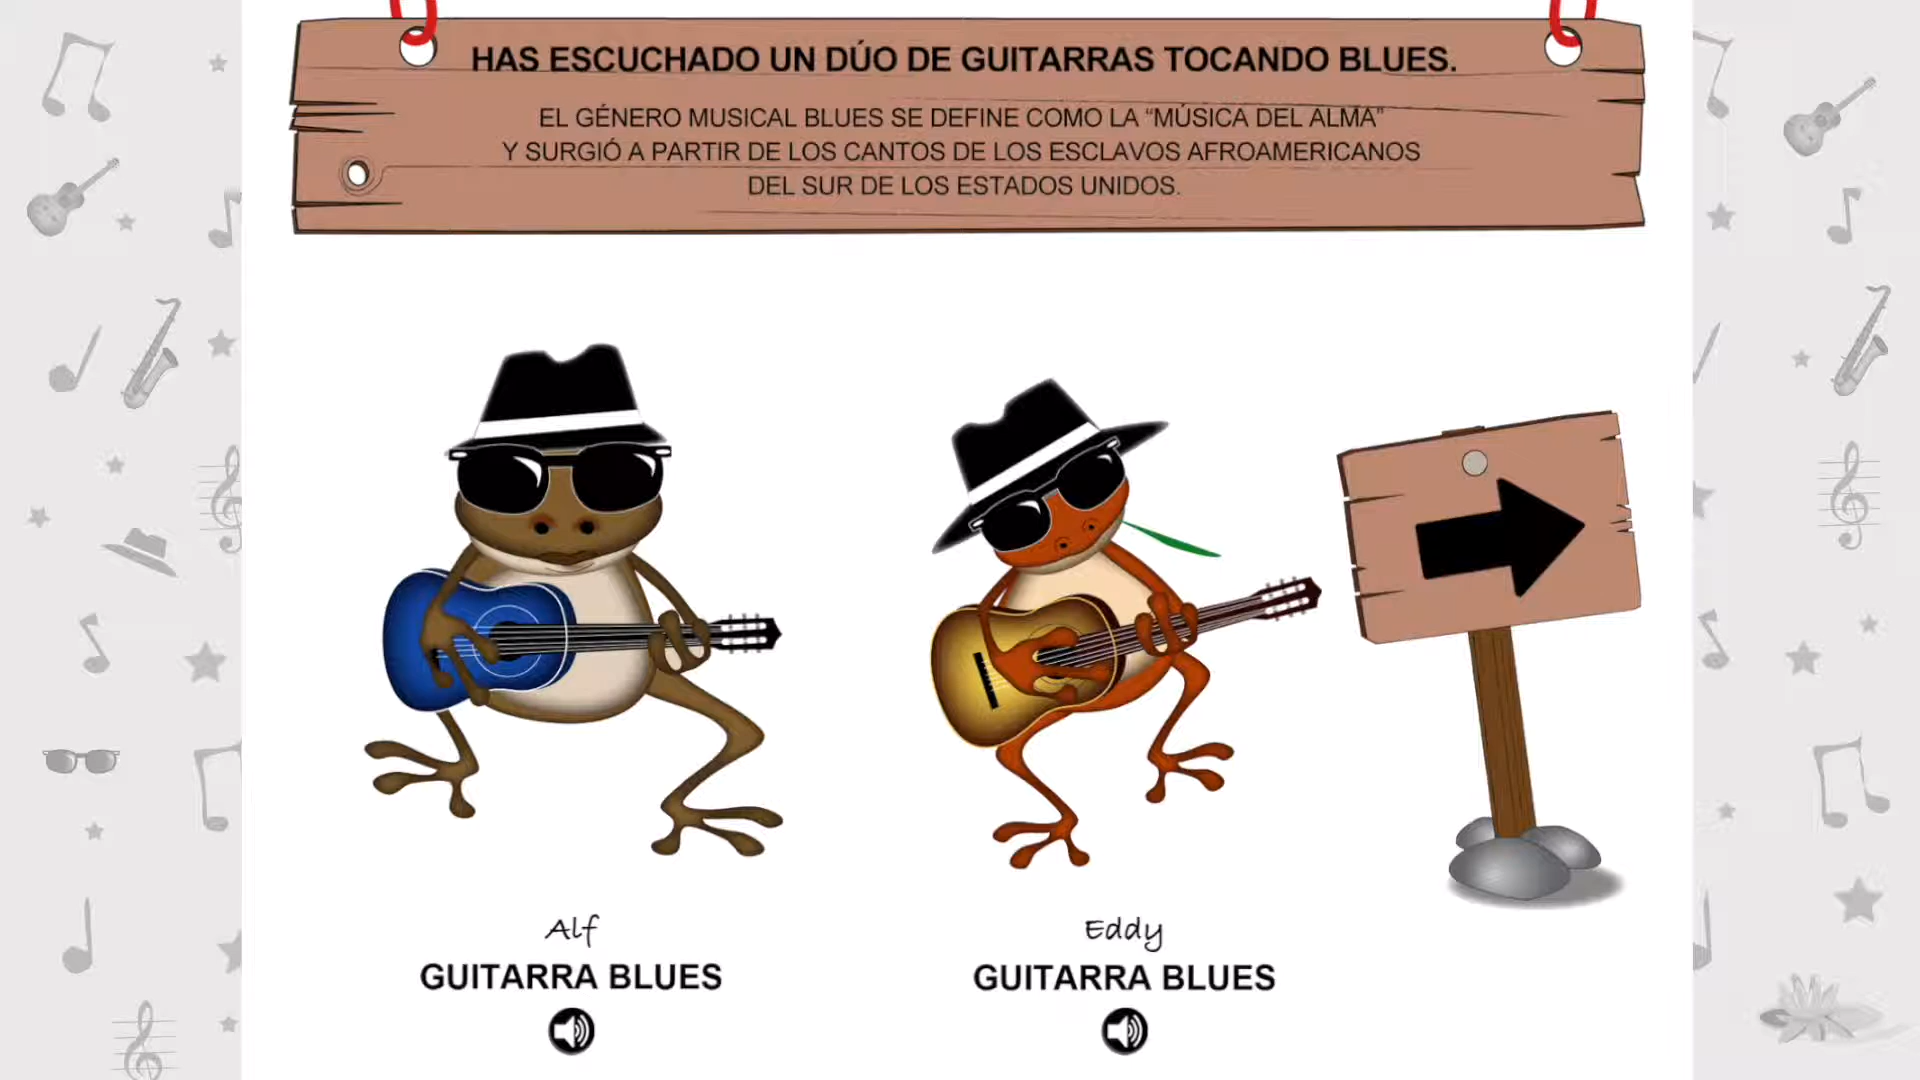 HAS ESCUCHADO UN DÚO DE GUITARRAS TOCANDO BLUES.
EL GÉNERO MUSICAL BLUES SE DEFINE COMO LA “MÚSICA DEL ALMA”
Y SURGIÓ A PARTIR DE LOS CANTOS DE LOS ESCLAVOS AFROAMERICANOS
DEL SUR DE LOS ESTADOS UNIDOS.
Alf
GUITARRA BLUES
Eddy
GUITARRA BLUES